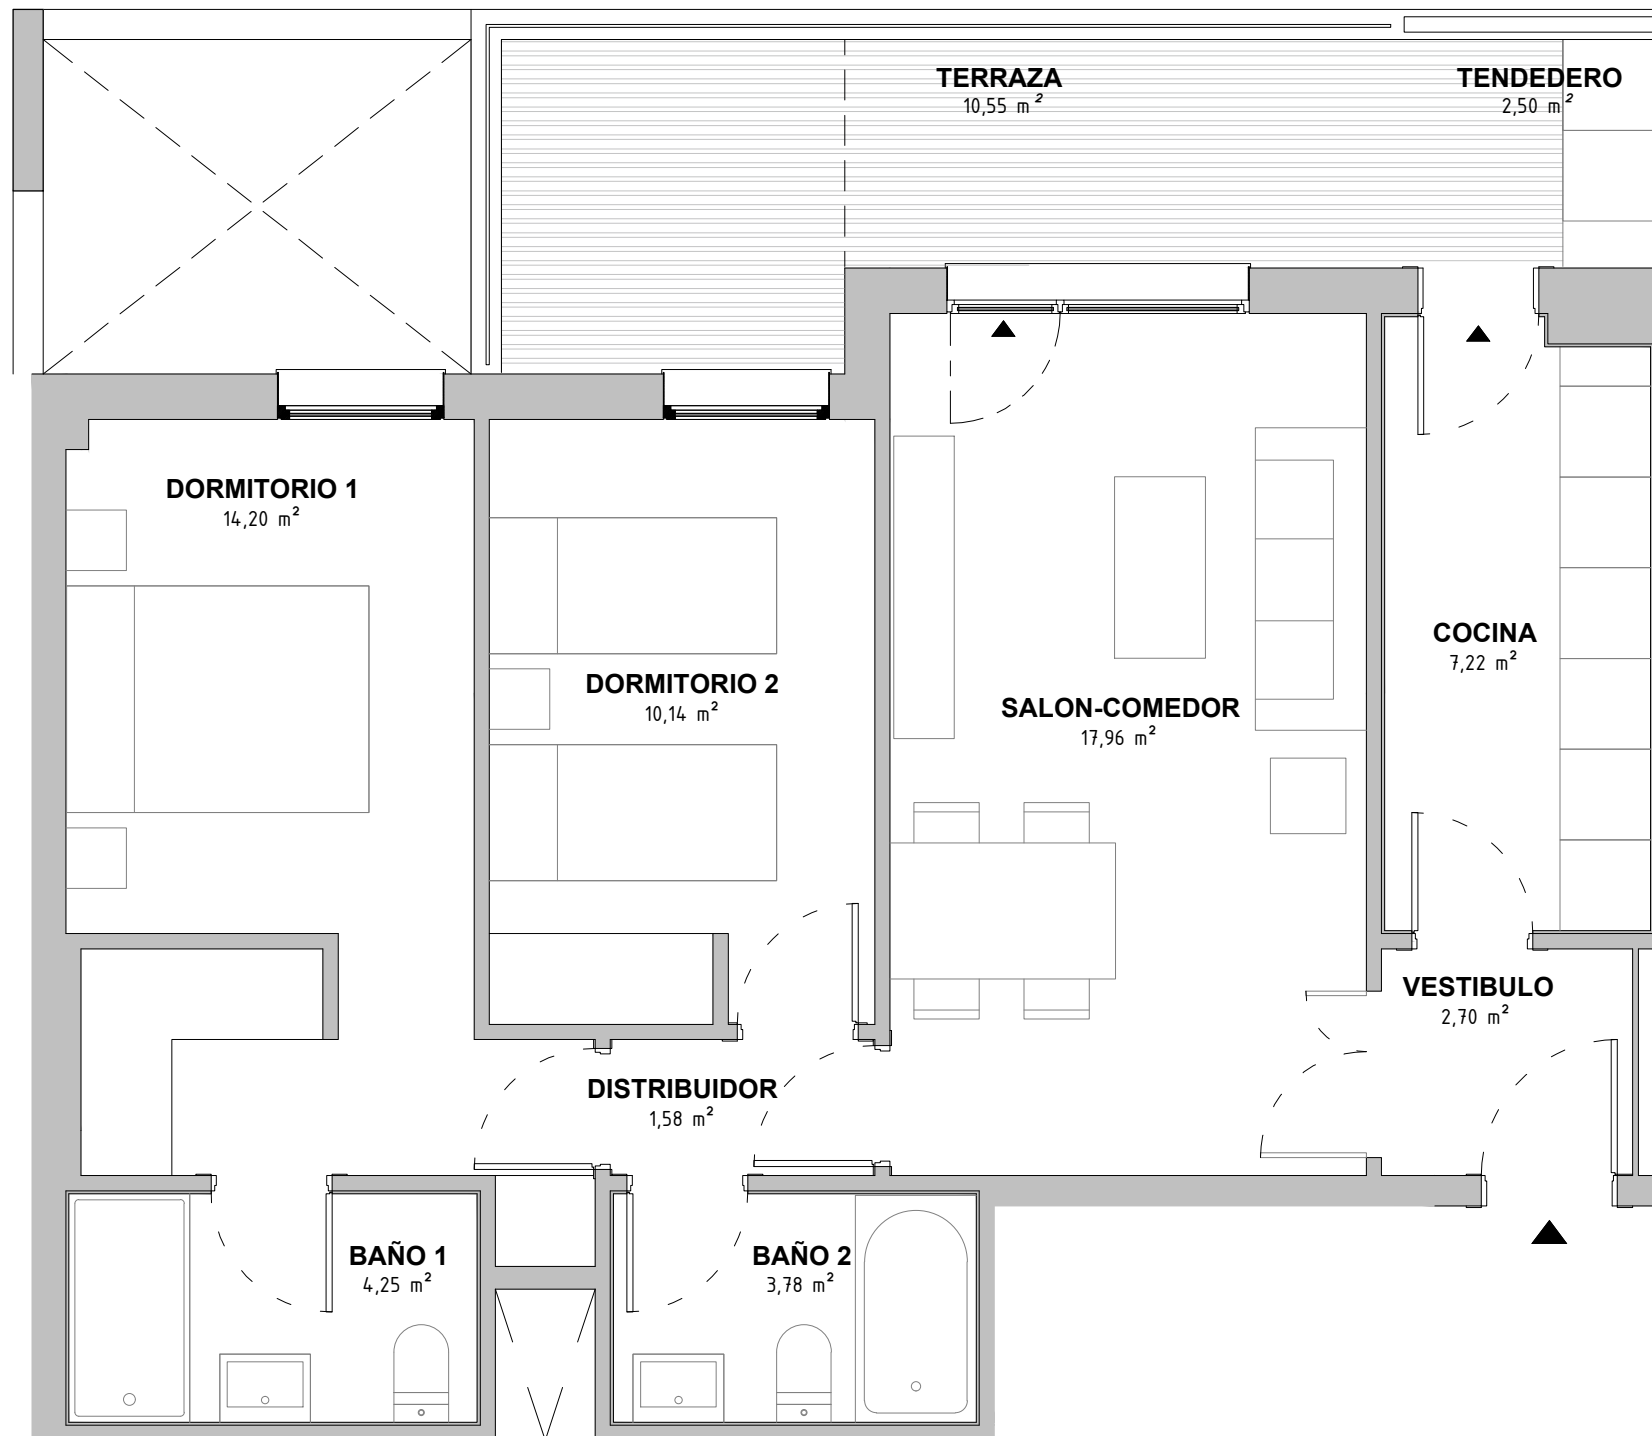 TERRAZA
10,55 m²
TENDEDERO
2,50 m²
DORMITORIO 1
14,20 m²
DORMITORIO 2
10,14 m²
SALON-COMEDOR
17,96 m²
COCINA
7,22 m²
VESTIBULO
2,70 m²
DISTRIBUIDOR
1,58 m²
BAÑO 1
4,25 m²
BAÑO 2
3,78 m²